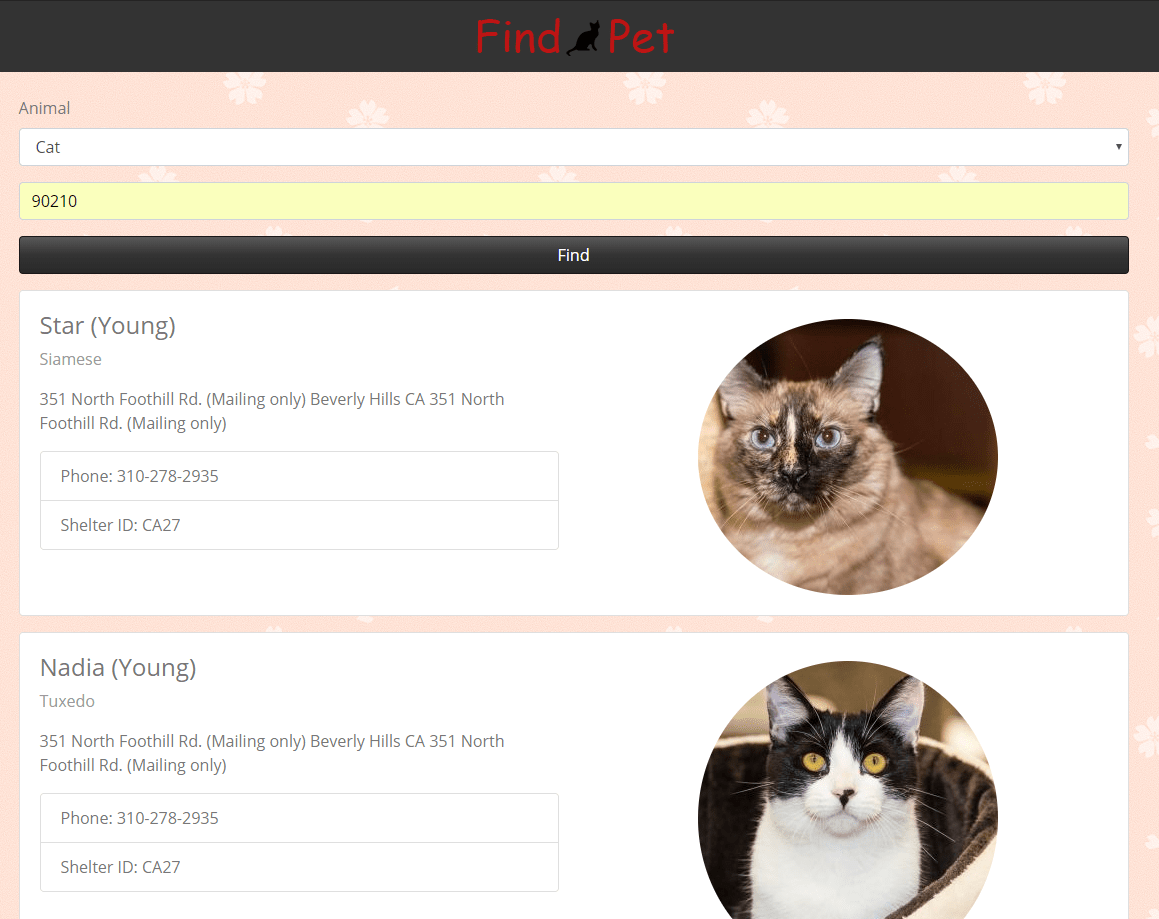 Find Pet
Animal
Cat
90210
Find
Star (Young)
Siamese
351 North Foothill Rd. (Mailing only) Beverly Hills CA 351 North
Foothill Rd. (Mailing only)
Phone: 310-278-2935
Shelter ID: CA27
Nadia (Young)
Tuxedo
351 North Foothill Rd. (Mailing only) Beverly Hills CA 351 North
Foothill Rd. (Mailing only)
Phone: 310-278-2935
Shelter ID: CA27